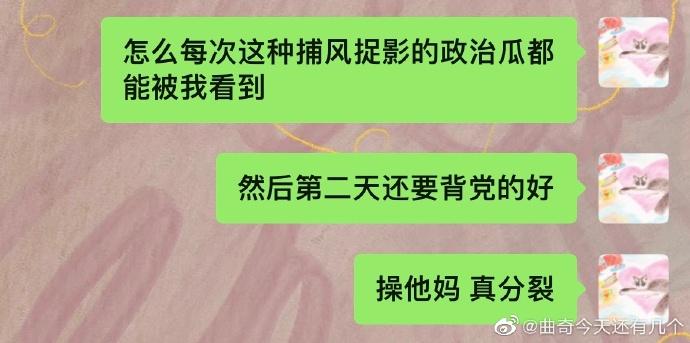 怎么每次这种捕风捉影的政治瓜都
能被我看到
然后第二天还要背党的好
操他妈 真分裂
@曲奇今天还有几个